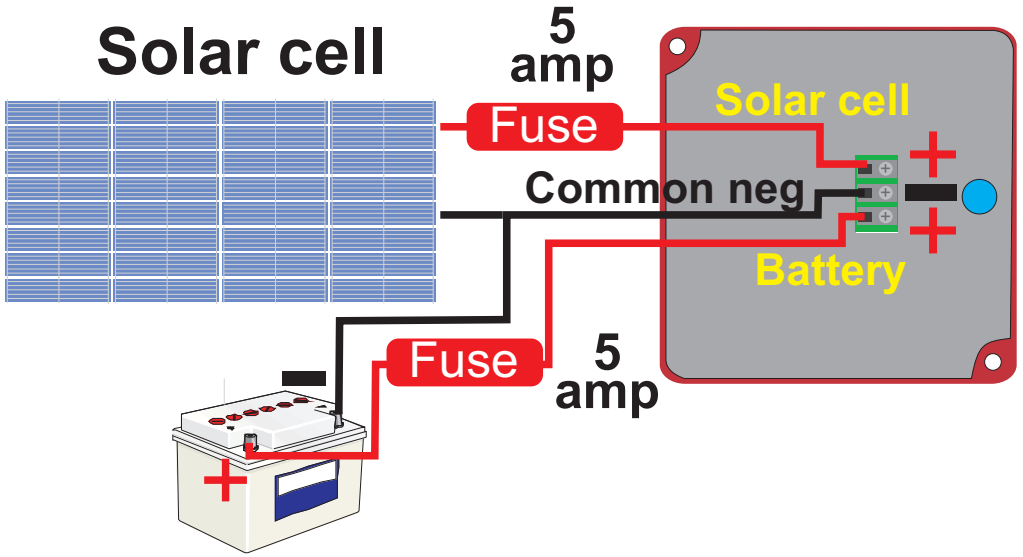 Solar cell
5
amp
Fuse
Solar cell
+
Common neg
-
+
Battery
Fuse
5
amp
-
+